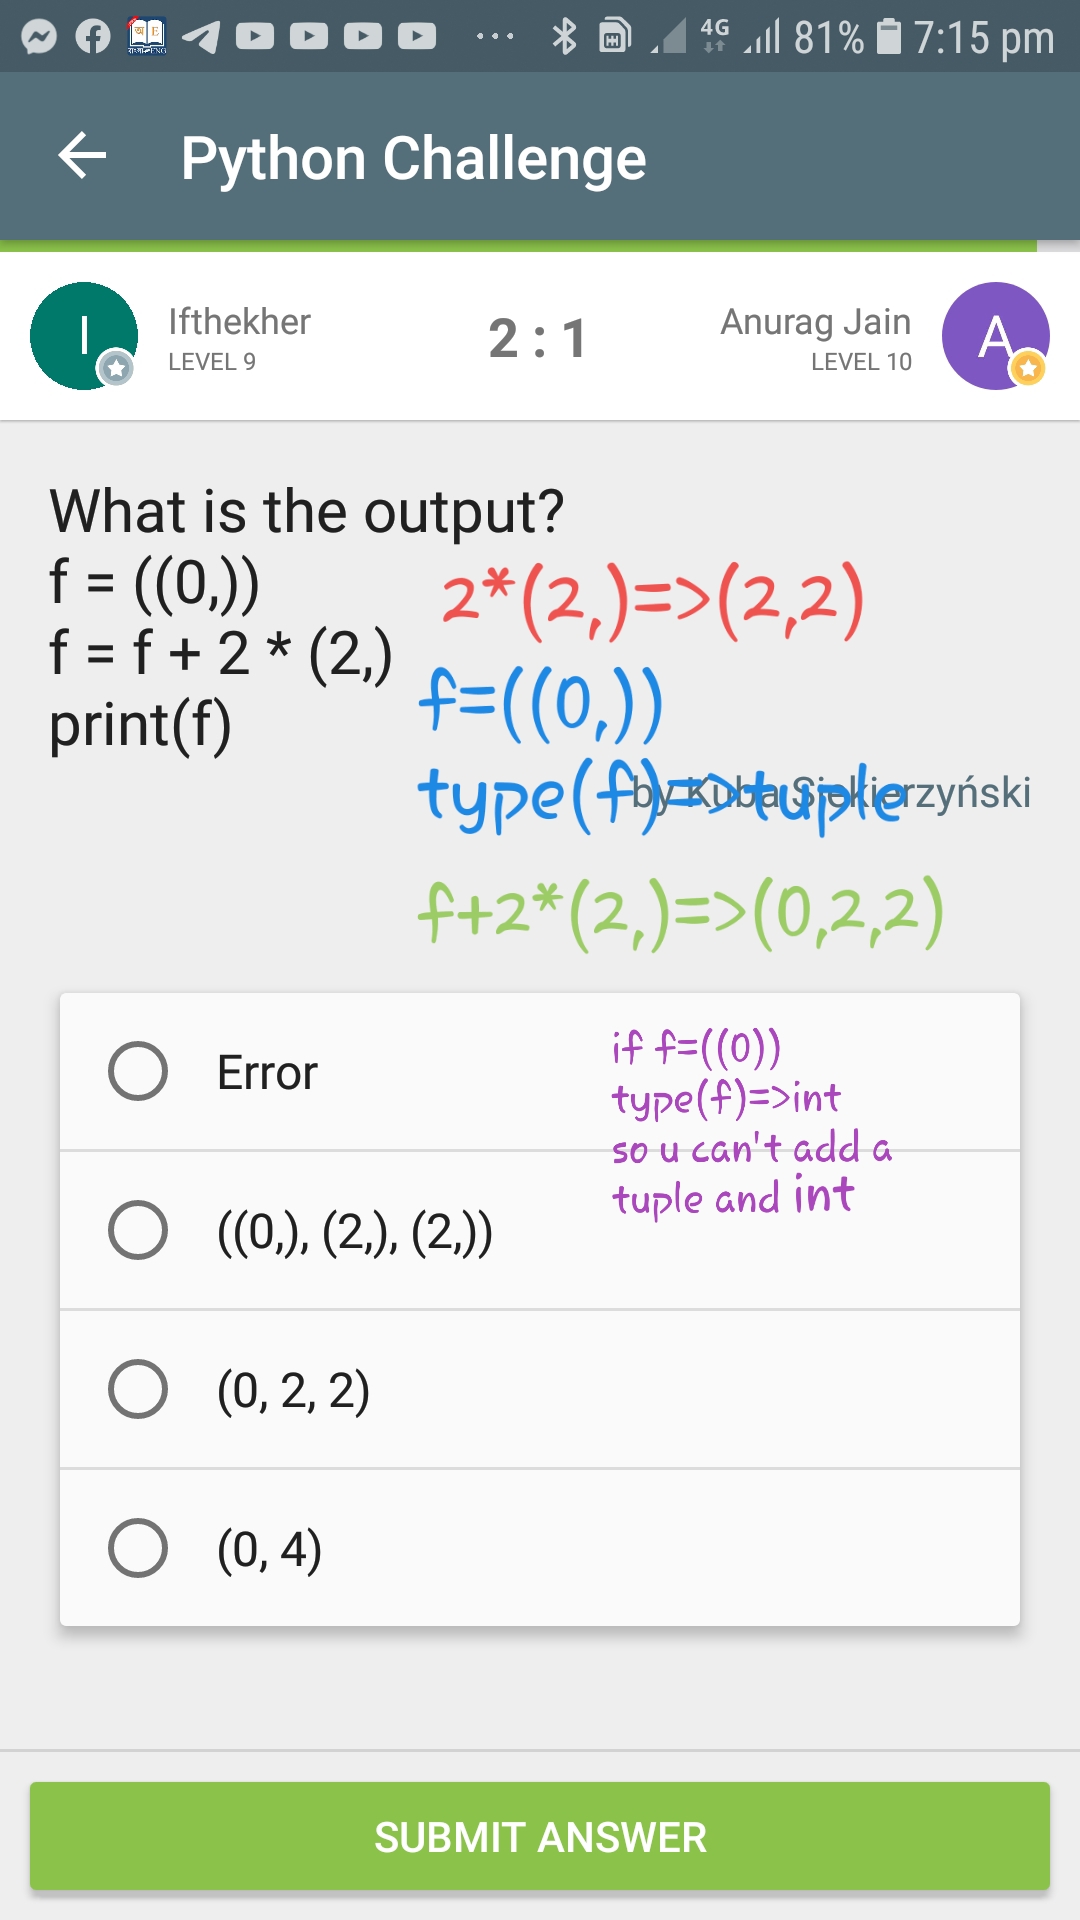 4G 81% 7:15 pm
Python Challenge
I Ifthekher 2 : 1 Anurag Jain A
LEVEL 9 LEVEL 10
What is the output?
f = ((0,))
f = f + 2 * (2,)
print(f)
2*(2,)=>(2,2)
f=((0,))
type(f)=>tuple
by Kuba Siekierzyński
f+2*(2,)=>(0,2,2)
Error
if f=((0))
type(f)=>int
so u can't add a
tuple and int
((0,), (2,), (2,))
(0, 2, 2)
(0, 4)
SUBMIT ANSWER